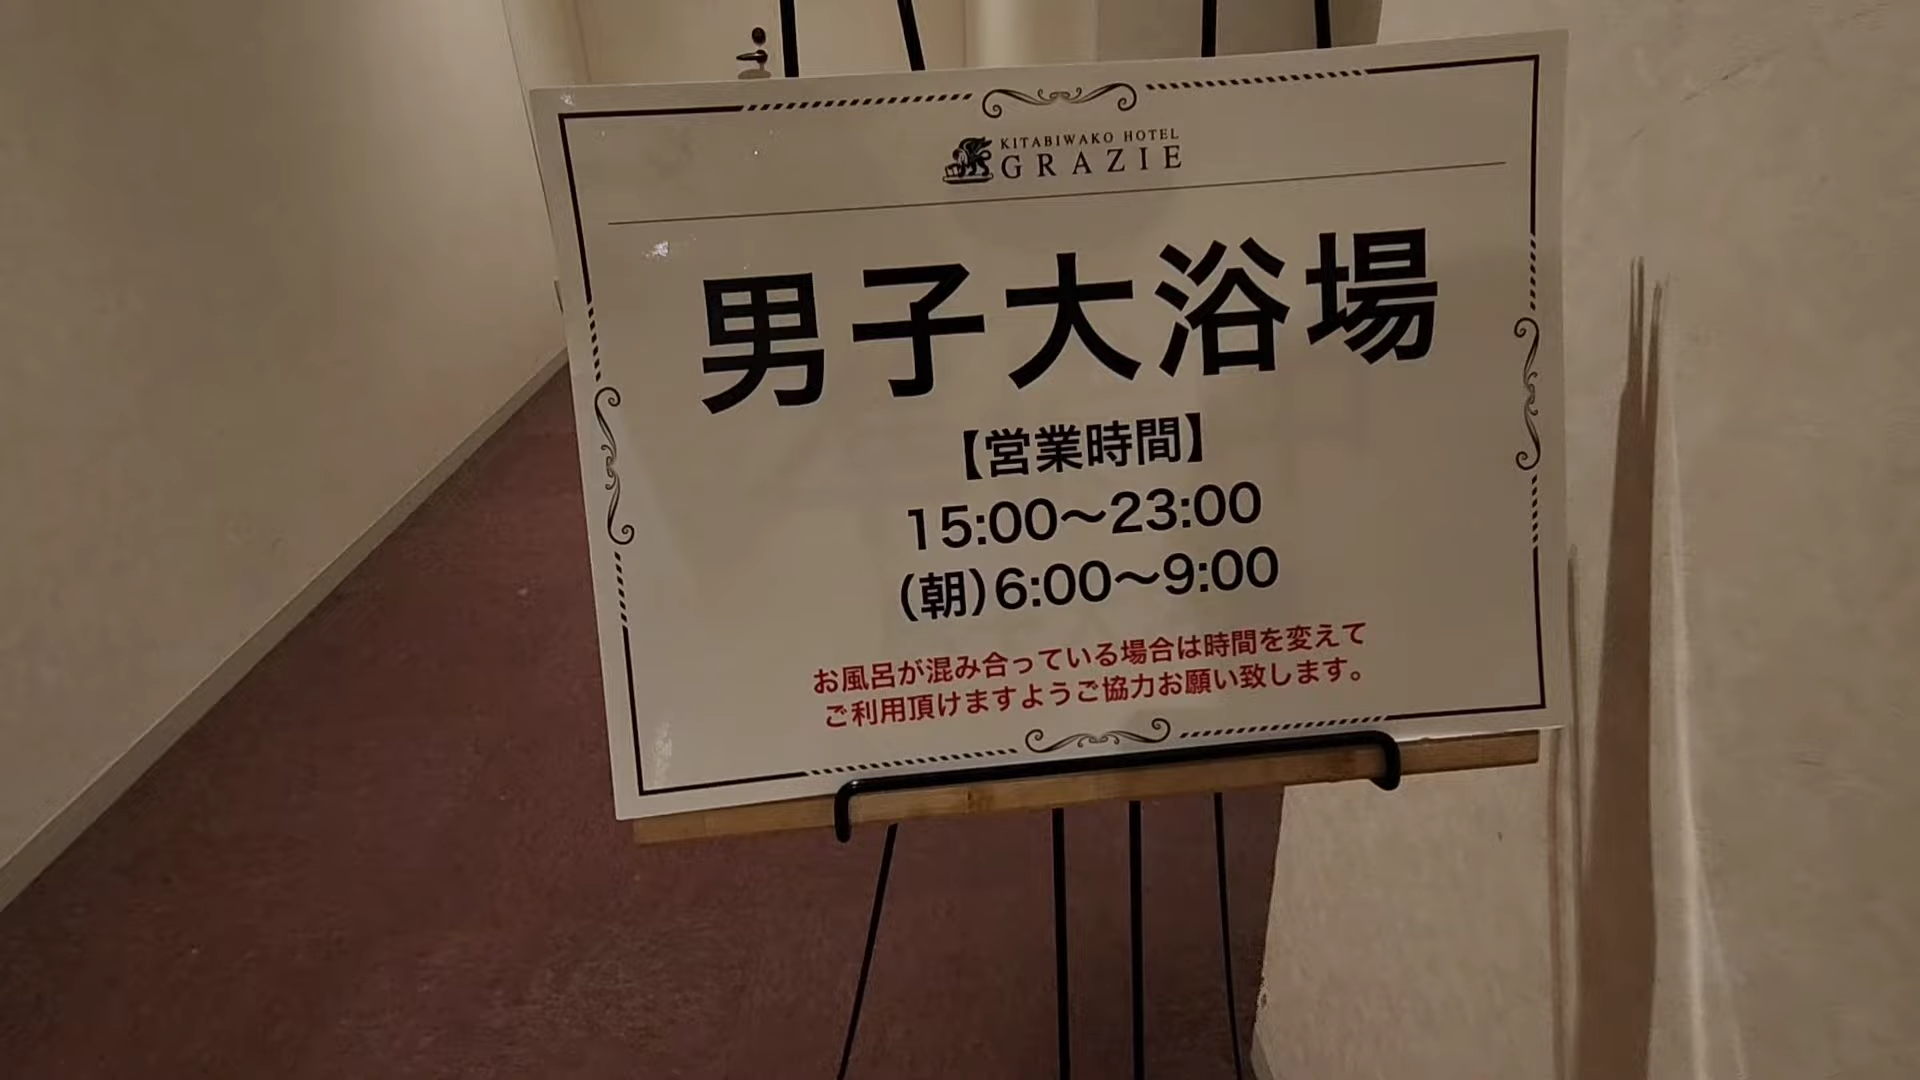 KITABIWAKO HOTEL
GRAZIE
男子大浴場
【営業時間】
15:00〜23:00
(朝)6:00〜9:00
お風呂が混み合っている場合は時間を変えて
ご利用頂けますようご協力お願い致します。